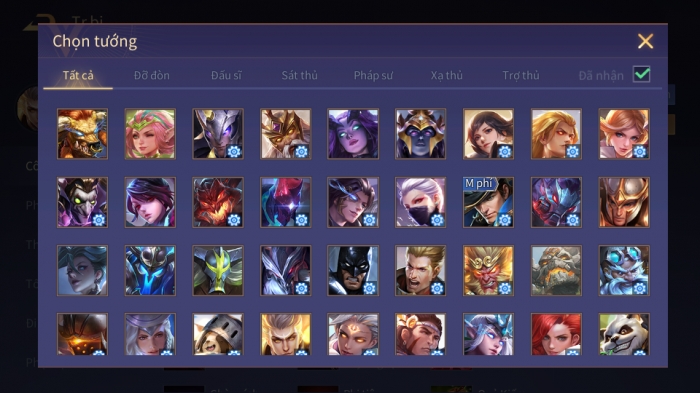 Trị
Chọn tướng
Tất cả
Đỡ đòn
Đấu sĩ
Sát thủ
Pháp sư
Xạ thủ
Trợ thủ
Đã nhận
M phí